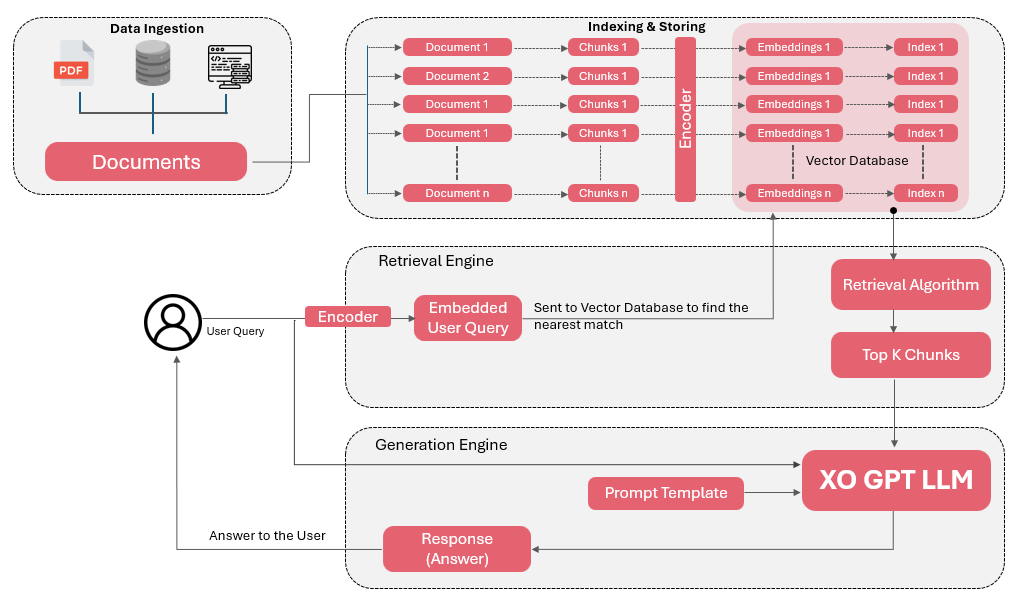 Data Ingestion
PDF
Documents
Indexing & Storing
Document 1
Chunks 1
Embeddings 1
Index 1
Document 2
Chunks 1
Embeddings 1
Index 1
Document 1
Chunks 1
Embeddings 1
Index 1
Document 1
Chunks 1
Embeddings 1
Index 1
Encoder
Vector Database
Document n
Chunks n
Embeddings n
Index n
Retrieval Engine
User Query
Encoder
Embedded
User Query
Sent to Vector Database to find the
nearest match
Retrieval Algorithm
Top K Chunks
Generation Engine
XO GPT LLM
Prompt Template
Response
(Answer)
Answer to the User